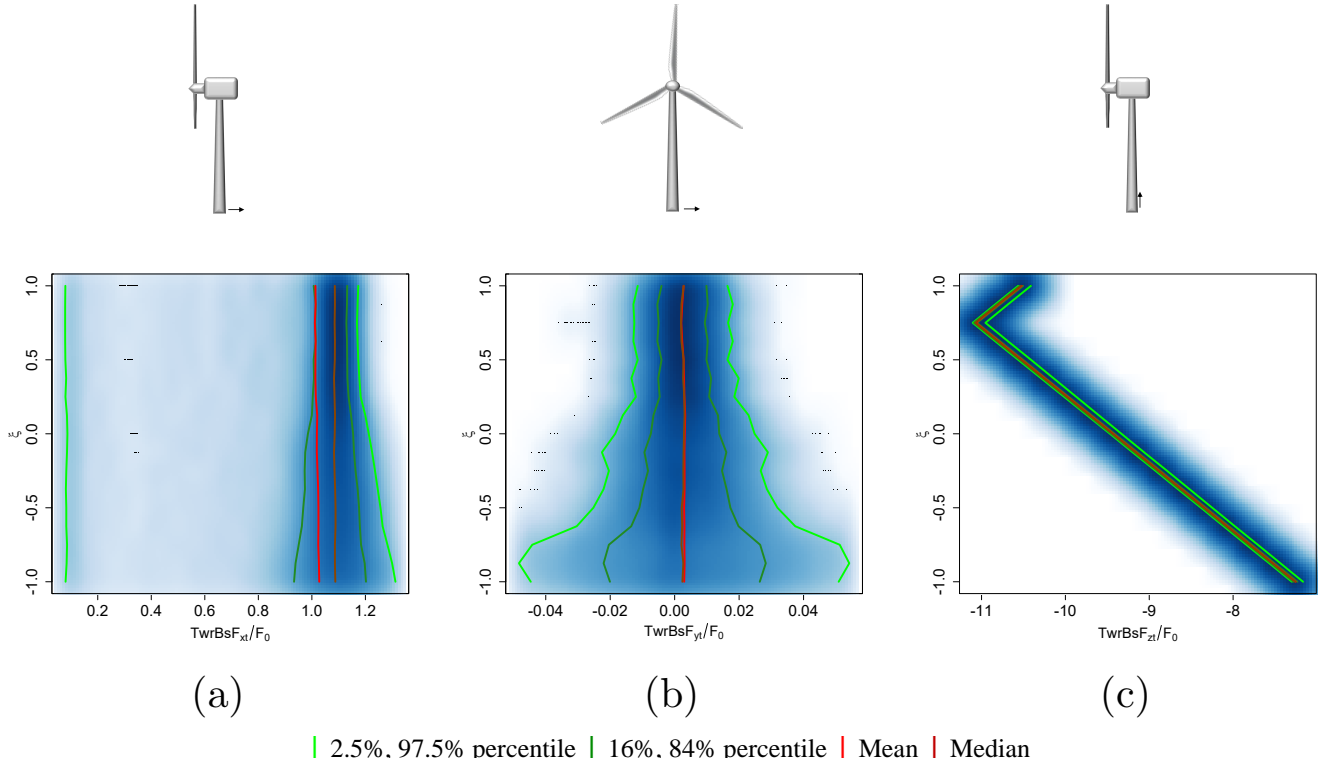 1.0
0.5
0.0
-0.5
-1.0
ξ
0.2 0.4 0.6 0.8 1.0 1.2
TwrBsFxt/F0
1.0
0.5
0.0
-0.5
-1.0
ξ
-0.04 -0.02 0.00 0.02 0.04
TwrBsFyt/F0
1.0
0.5
0.0
-0.5
-1.0
ξ
-11 -10 -9 -8
TwrBsFzt/F0
(a) (b) (c)
2.5%, 97.5% percentile 16%, 84% percentile Mean Median